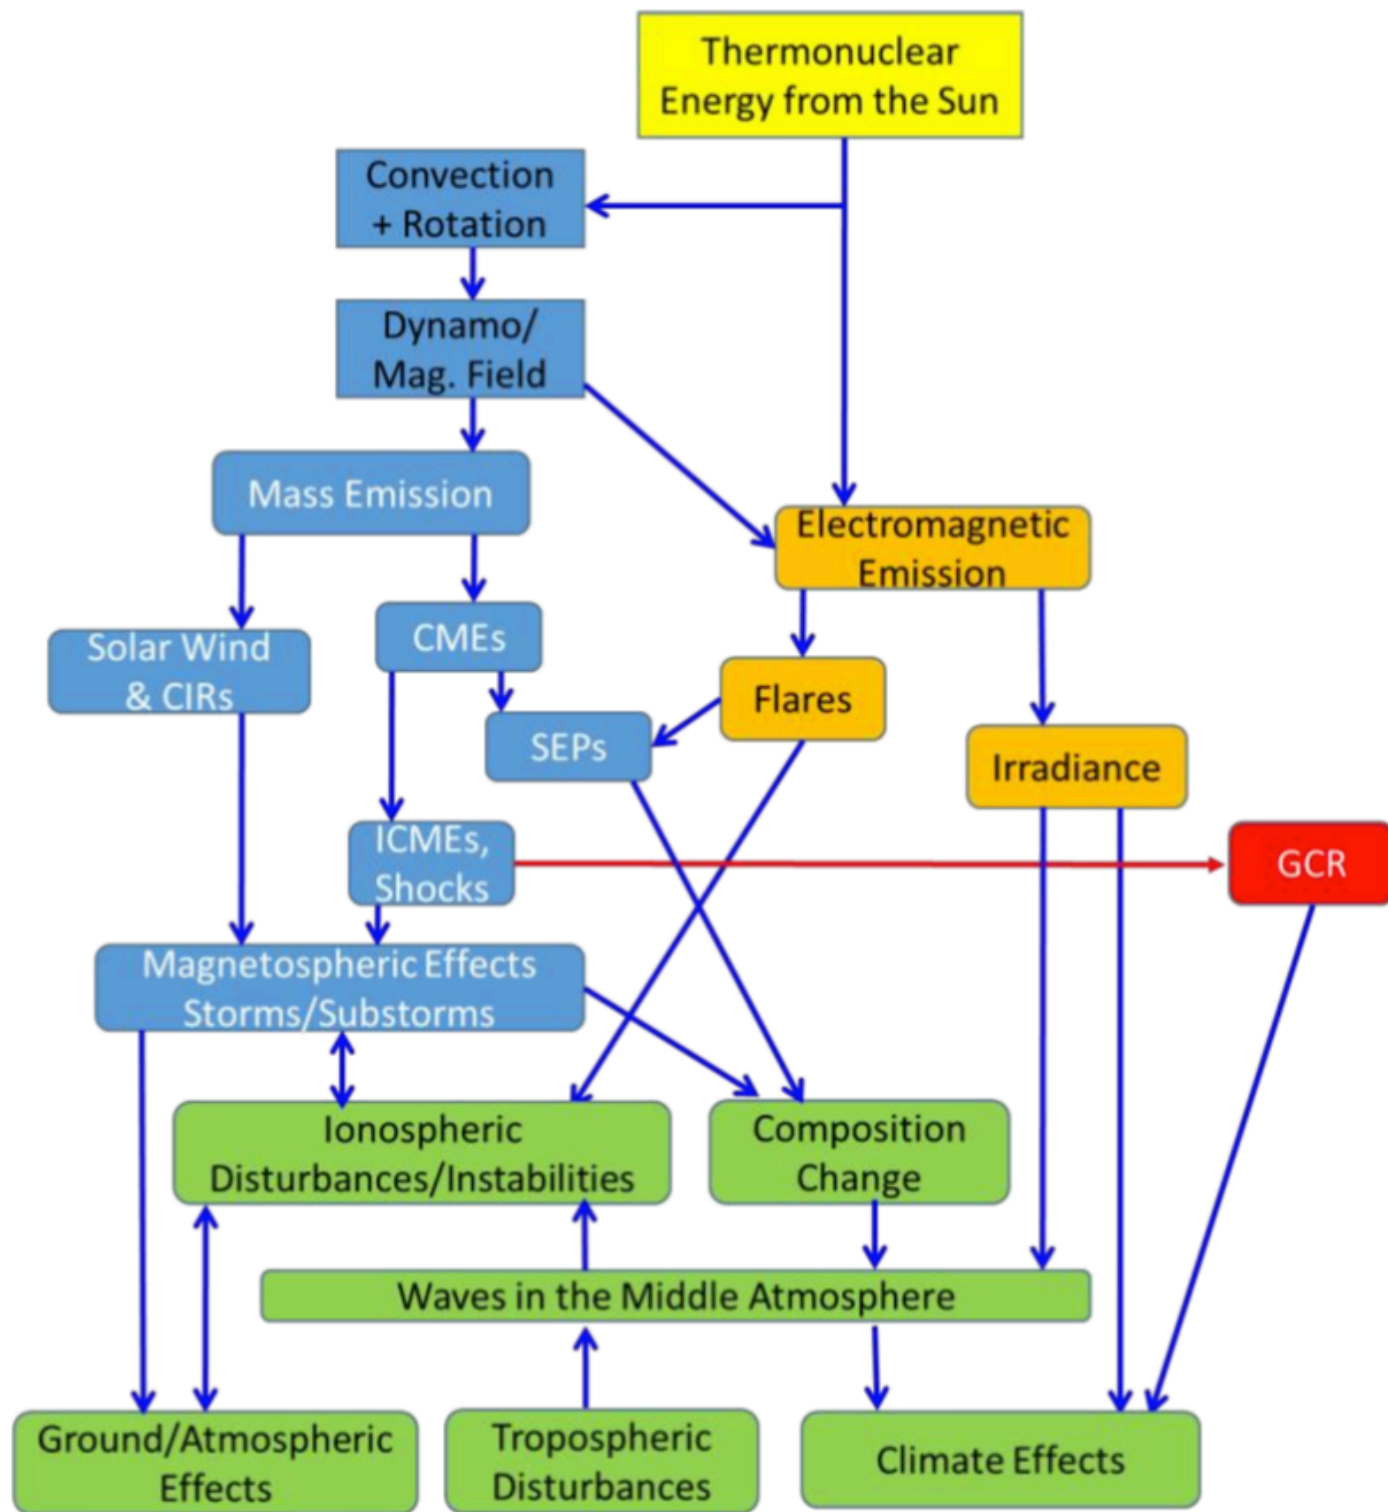 Thermonuclear
Energy from the Sun
Convection
+ Rotation
Dynamo/
Mag. Field
Mass Emission
Electromagnetic
Emission
Solar Wind
& CIRs
CMEs
Flares
SEPs
Irradiance
ICMEs,
Shocks
GCR
Magnetospheric Effects
Storms/Substorms
Ionospheric
Disturbances/Instabilities
Composition
Change
Waves in the Middle Atmosphere
Ground/Atmospheric
Effects
Tropospheric
Disturbances
Climate Effects